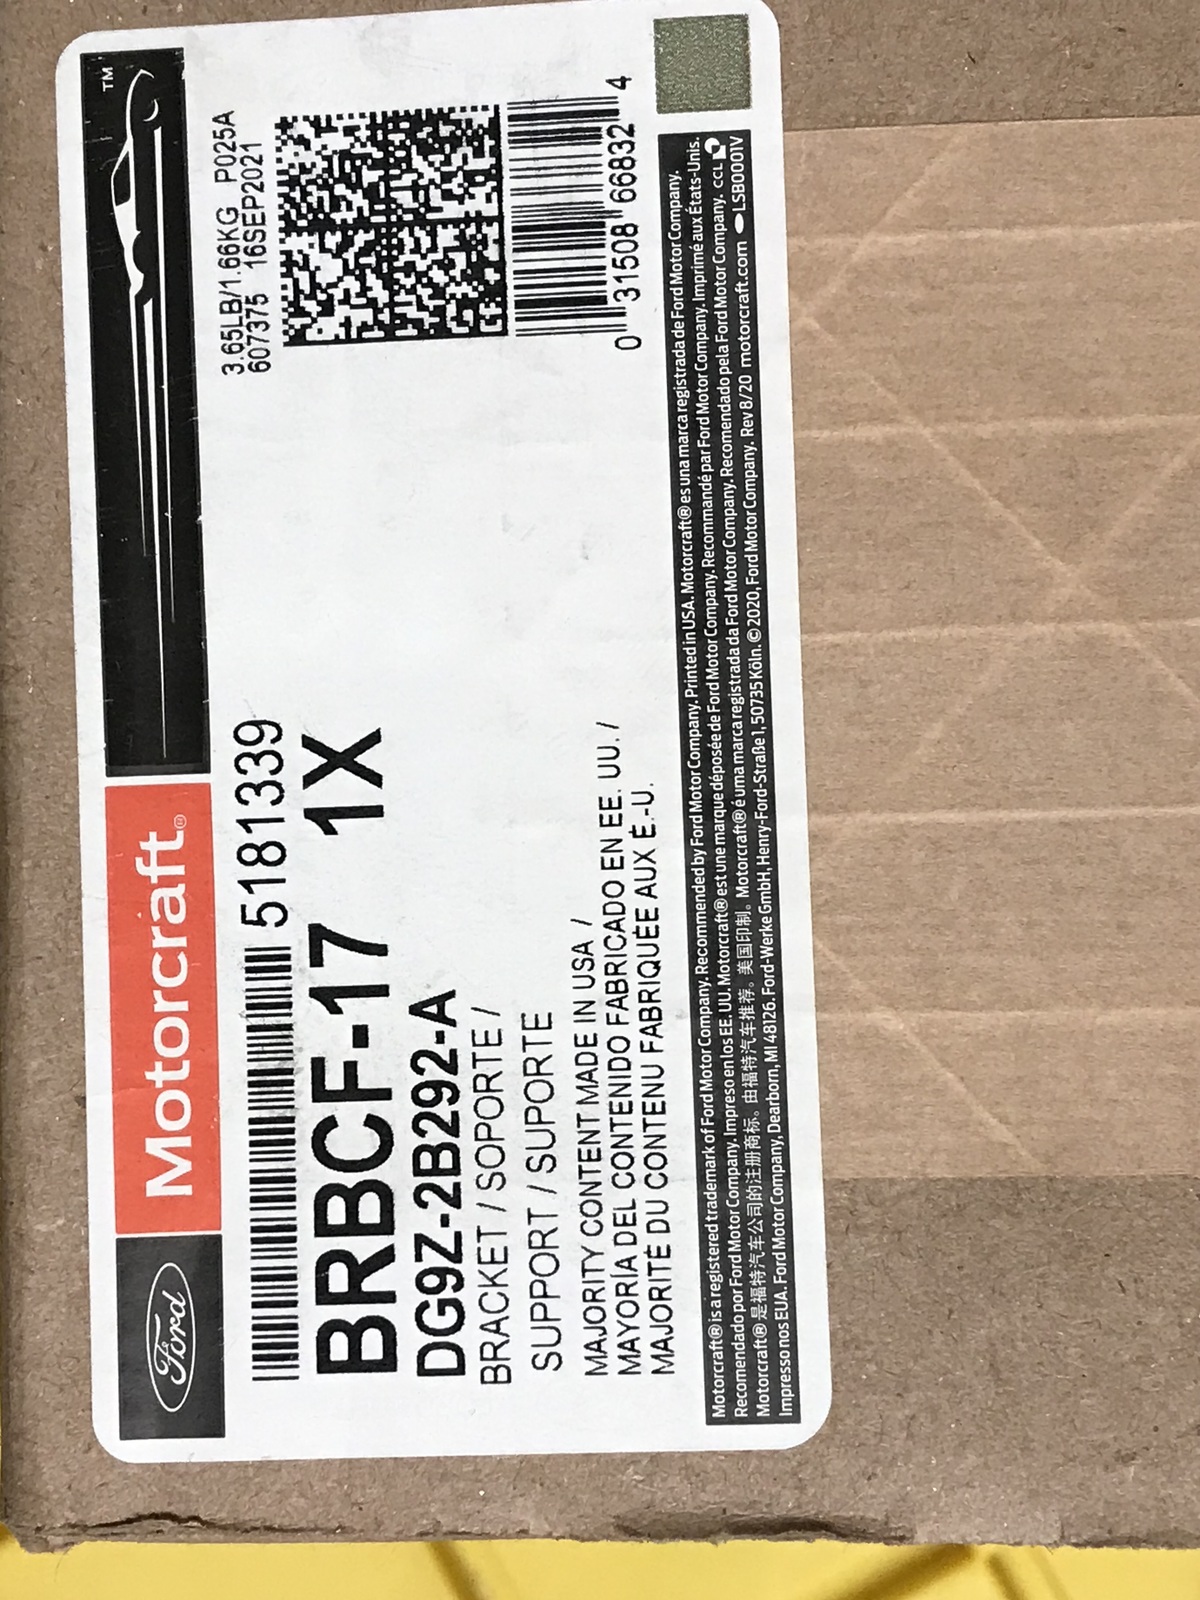 Ford
Motorcraft®
TM
3.65LB/1.66KG P025A
607375 16SEP2021
5181339
BRBCF-17 1X
DG9Z-2B292-A
BRACKET / SOPORTE /
SUPPORT / SUPORTE
MAJORITY CONTENT MADE IN USA /
MAYORÍA DEL CONTENIDO FABRICADO EN EE. UU. /
MAJORITÉ DU CONTENU FABRIQUÉE AUX É.-U.
0 31508 66832 4
Motorcraft® is a registered trademark of Ford Motor Company. Recommended by Ford Motor Company. Printed in USA. Motorcraft® es una marca registrada de Ford Motor Company.
Recomendado por Ford Motor Company. Impreso en los EE. UU. Motorcraft® est une marque déposée de Ford Motor Company. Recommandé par Ford Motor Company. Imprimé aux États-Unis.
Motorcraft® 是福特汽车公司的注册商标。由福特汽车推荐。美国印制。Motorcraft® é uma marca registrada da Ford Motor Company. Recomendado pela Ford Motor Company. CCL
Impresso nos EUA. Ford Motor Company, Dearborn, MI 48126. Ford-Werke GmbH, Henry-Ford-Straße 1, 50735 Köln. © 2020, Ford Motor Company. Rev 8/20 motorcraft.com LSB0001V